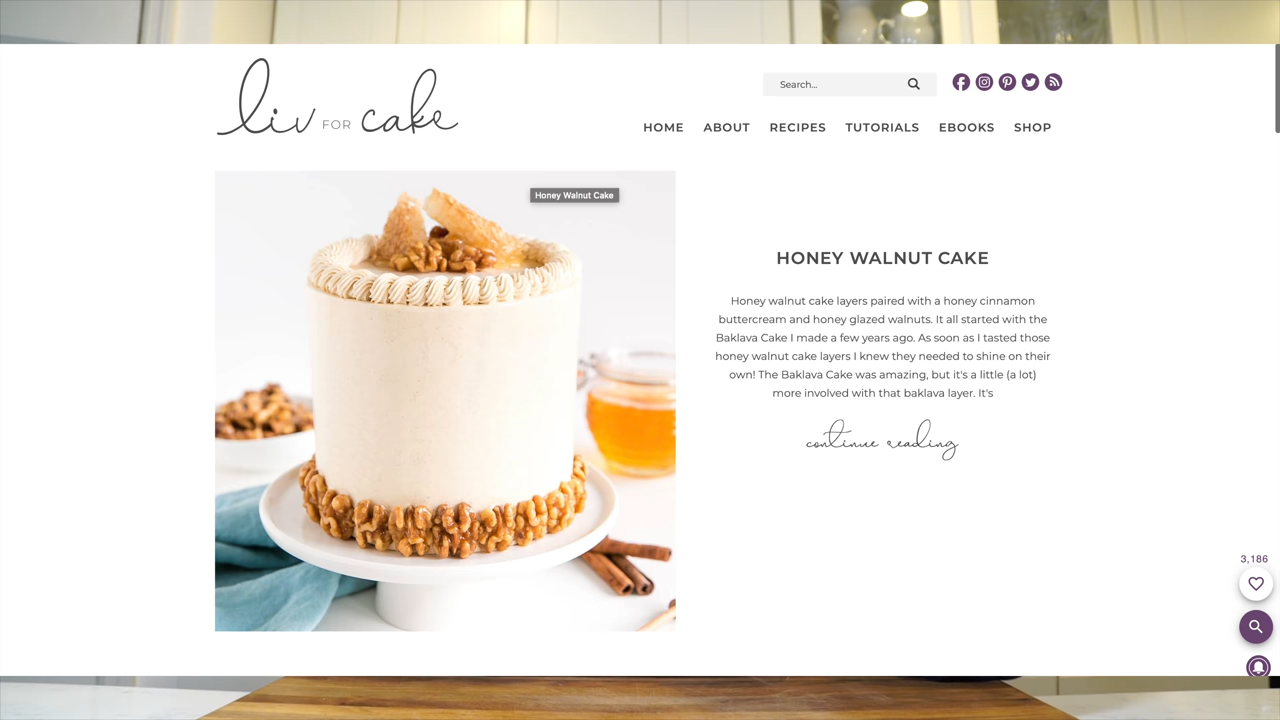 liv FOR cake
Search...
HOME ABOUT RECIPES TUTORIALS EBOOKS SHOP
Honey Walnut Cake
HONEY WALNUT CAKE
Honey walnut cake layers paired with a honey cinnamon
buttercream and honey glazed walnuts. It all started with the
Baklava Cake I made a few years ago. As soon as I tasted those
honey walnut cake layers I knew they needed to shine on their
own! The Baklava Cake was amazing, but it's a little (a lot)
more involved with that baklava layer. It's
continue reading
3,186